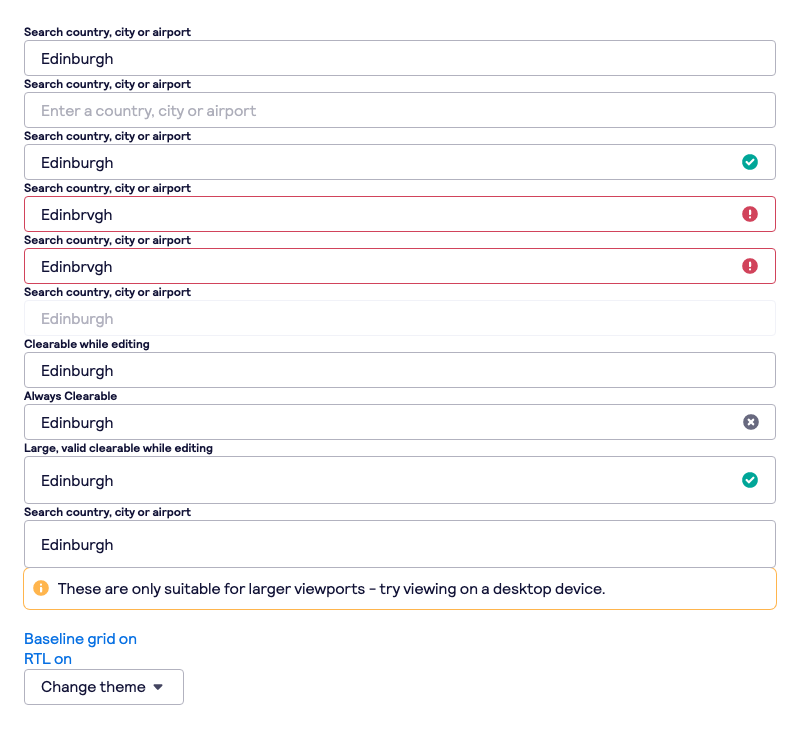 Search country, city or airport
Edinburgh
Search country, city or airport
Enter a country, city or airport
Search country, city or airport
Edinburgh
Search country, city or airport
Edinbrvgh
Search country, city or airport
Edinbrvgh
Search country, city or airport
Edinburgh
Clearable while editing
Edinburgh
Always Clearable
Edinburgh
Large, valid clearable while editing
Edinburgh
Search country, city or airport
Edinburgh
These are only suitable for larger viewports - try viewing on a desktop device.
Baseline grid on
RTL on
Change theme